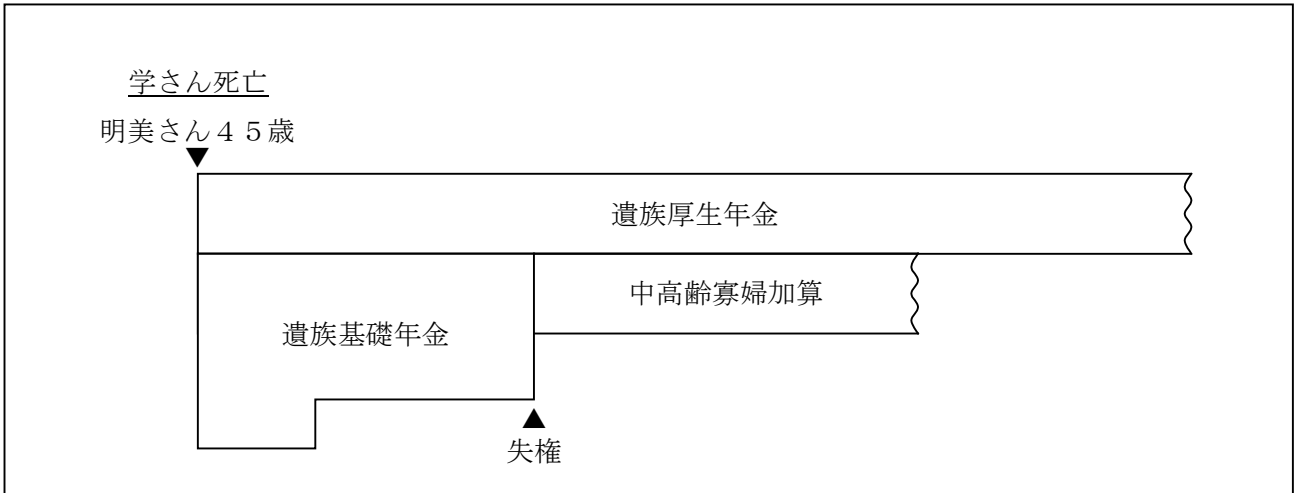 学さん死亡
明美さん４５歳
遺族厚生年金
中高齢寡婦加算
遺族基礎年金
失権